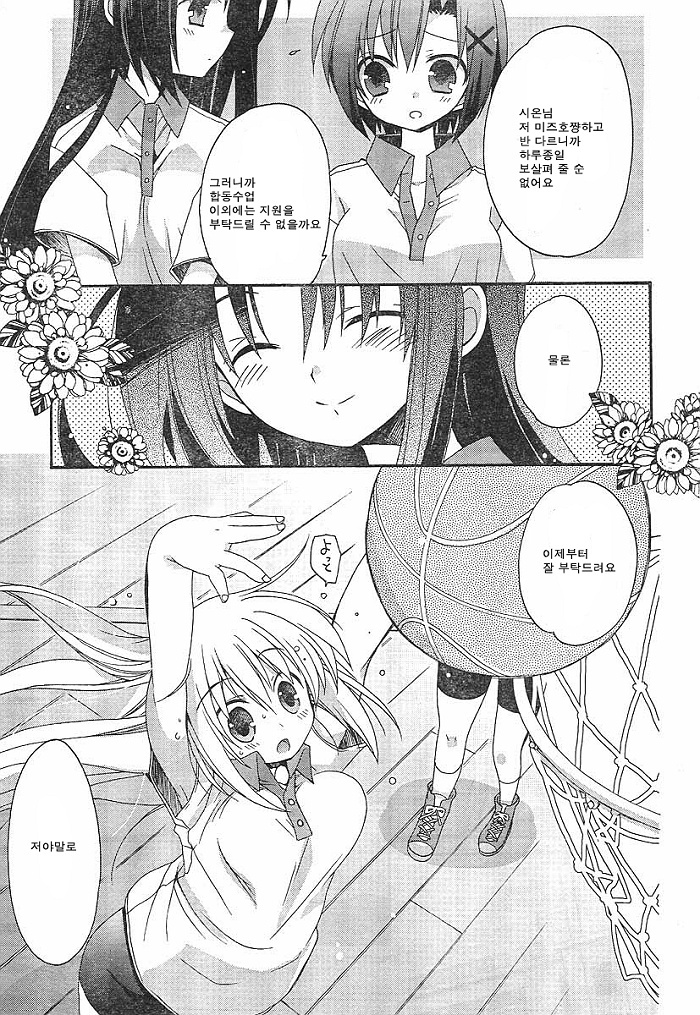 시온님
저 미즈호쨩하고
반 다르니까
하루종일
보살펴 줄 순
없어요
그러니까
합동수업
이외에는 지원을
부탁드릴 수 없을까요
물론
이제부터
잘 부탁드려요
よっ
저야말로